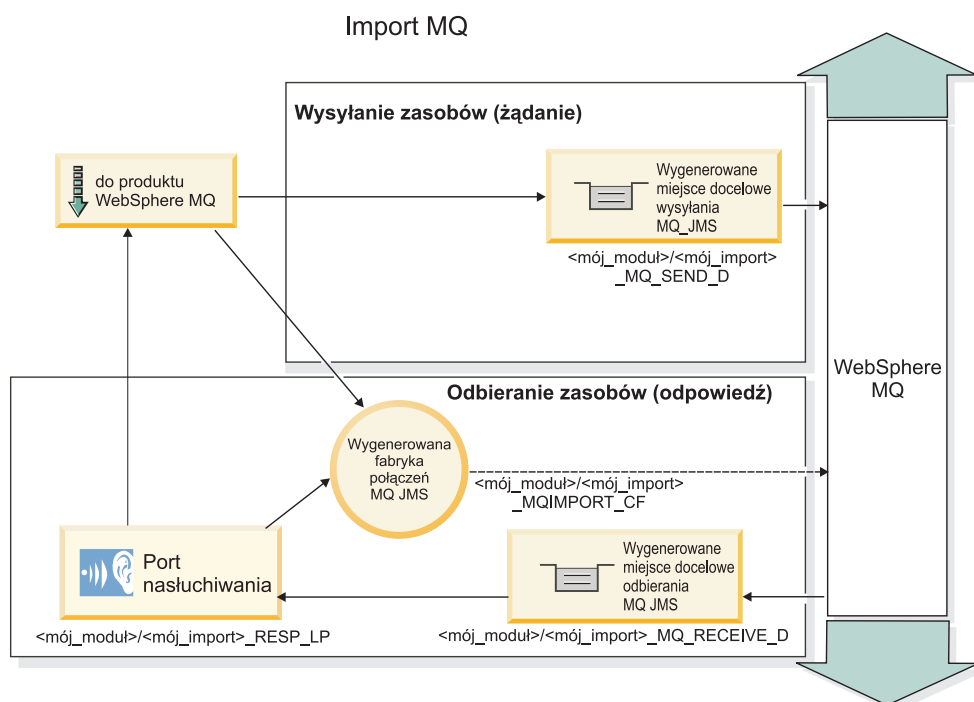 Import MQ
Wysyłanie zasobów (żądanie)
do produktu
WebSphere MQ
Wygenerowane
miejsce docelowe
wysyłania
MQ_JMS
<mój_moduł>/<mój_import>
_MQ_SEND_D
WebSphere
MQ
Odbieranie zasobów (odpowiedź)
Wygenerowana
fabryka
połączeń
MQ JMS
<mój_moduł>/<mój_import>
_MQIMPORT_CF
Port
nasłuchiwania
<mój_moduł>/<mój_import>_RESP_LP
Wygenerowane
miejsce docelowe
odbierania
MQ JMS
<mój_moduł>/<mój_import>_MQ_RECEIVE_D